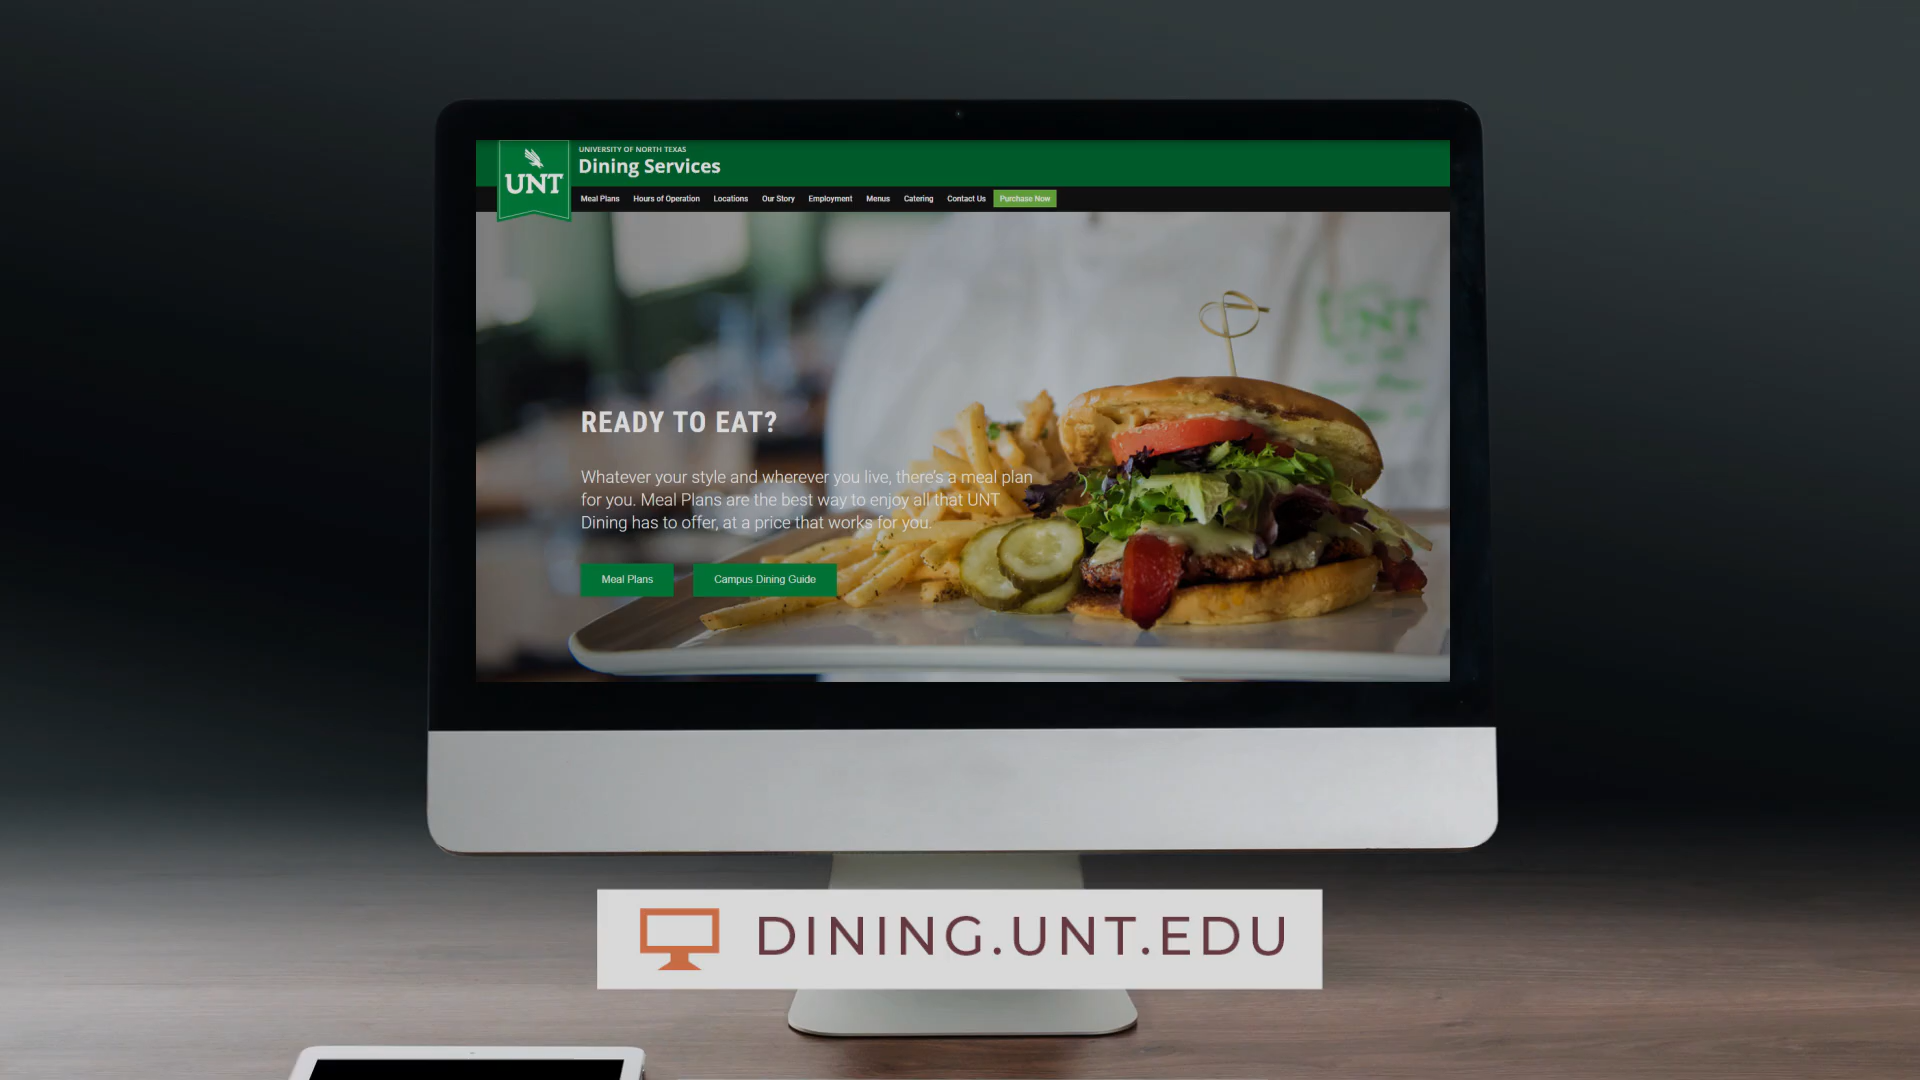 UNIVERSITY OF NORTH TEXAS
Dining Services
UNT
Meal Plans Hours of Operation Locations Our Story Employment Menus Catering Contact Us Purchase Now
UNT
READY TO EAT?
Whatever your style and wherever you live, there's a meal plan
for you. Meal Plans are the best way to enjoy all that UNT
Dining has to offer, at a price that works for you.
Meal Plans Campus Dining Guide
DINING.UNT.EDU